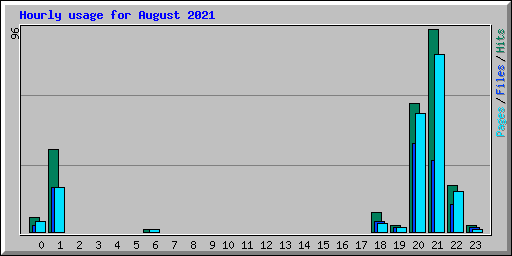 Hourly usage for August 2021
96
Pages/Files/Hits
0 1 2 3 4 5 6 7 8 9 10 11 12 13 14 15 16 17 18 19 20 21 22 23